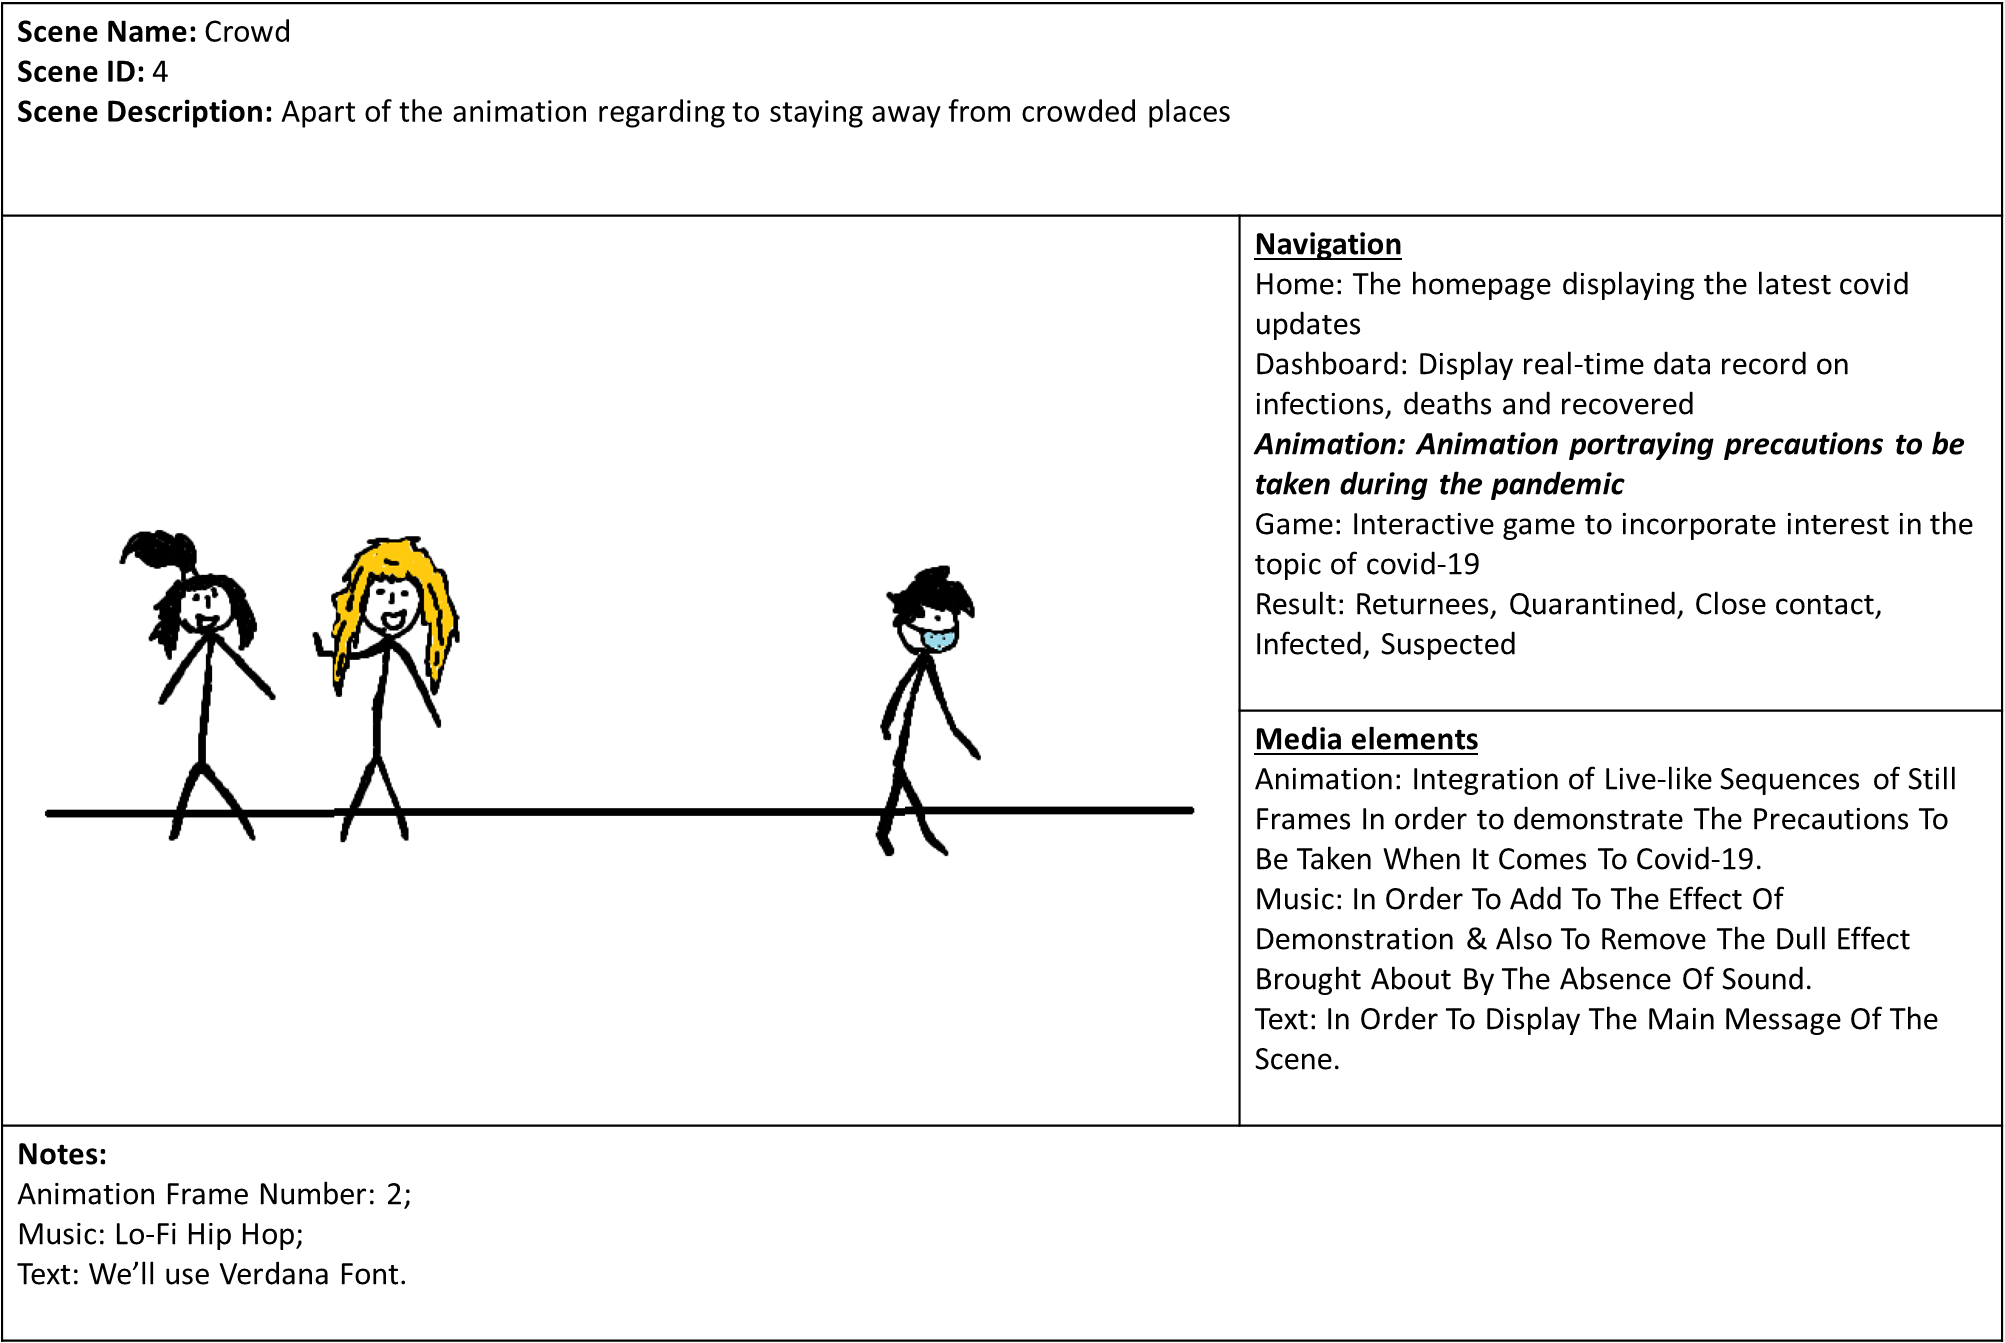 Scene Name: Crowd
Scene ID: 4
Scene Description: Apart of the animation regarding to staying away from crowded places
Navigation
Home: The homepage displaying the latest covid
updates
Dashboard: Display real-time data record on
infections, deaths and recovered
Animation: Animation portraying precautions to be
taken during the pandemic
Game: Interactive game to incorporate interest in the
topic of covid-19
Result: Returnees, Quarantined, Close contact,
Infected, Suspected
Media elements
Animation: Integration of Live-like Sequences of Still
Frames In order to demonstrate The Precautions To
Be Taken When It Comes To Covid-19.
Music: In Order To Add To The Effect Of
Demonstration & Also To Remove The Dull Effect
Brought About By The Absence Of Sound.
Text: In Order To Display The Main Message Of The
Scene.
Notes:
Animation Frame Number: 2;
Music: Lo-Fi Hip Hop;
Text: We’ll use Verdana Font.